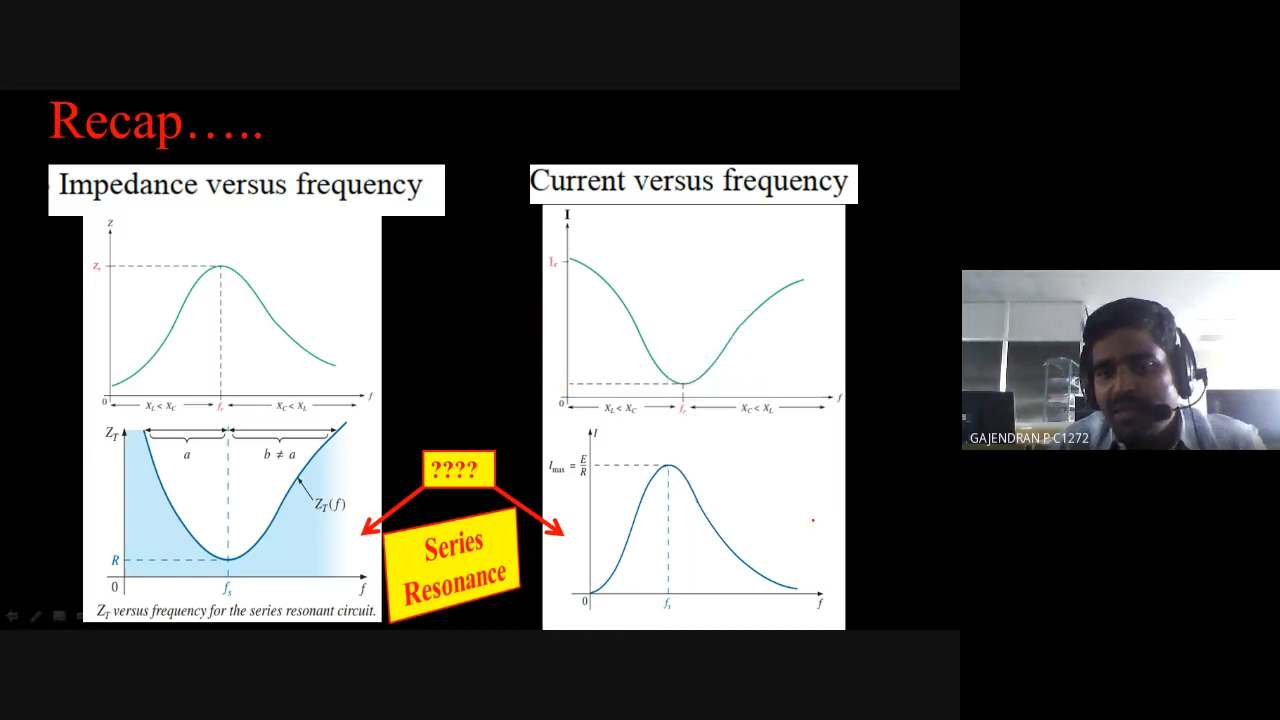 Recap…..
Impedance versus frequency
Z
Zr
0
XL < XC
fr
XC < XL
f
ZT
a
b ≠ a
ZT(f)
R
0
fs
f
ZT versus frequency for the series resonant circuit.
????
Series
Resonance
Current versus frequency
I
Ir
0
XL < XC
fr
XC < XL
f
I
Imax = E/R
0
fs
f
GAJENDRAN P C1272